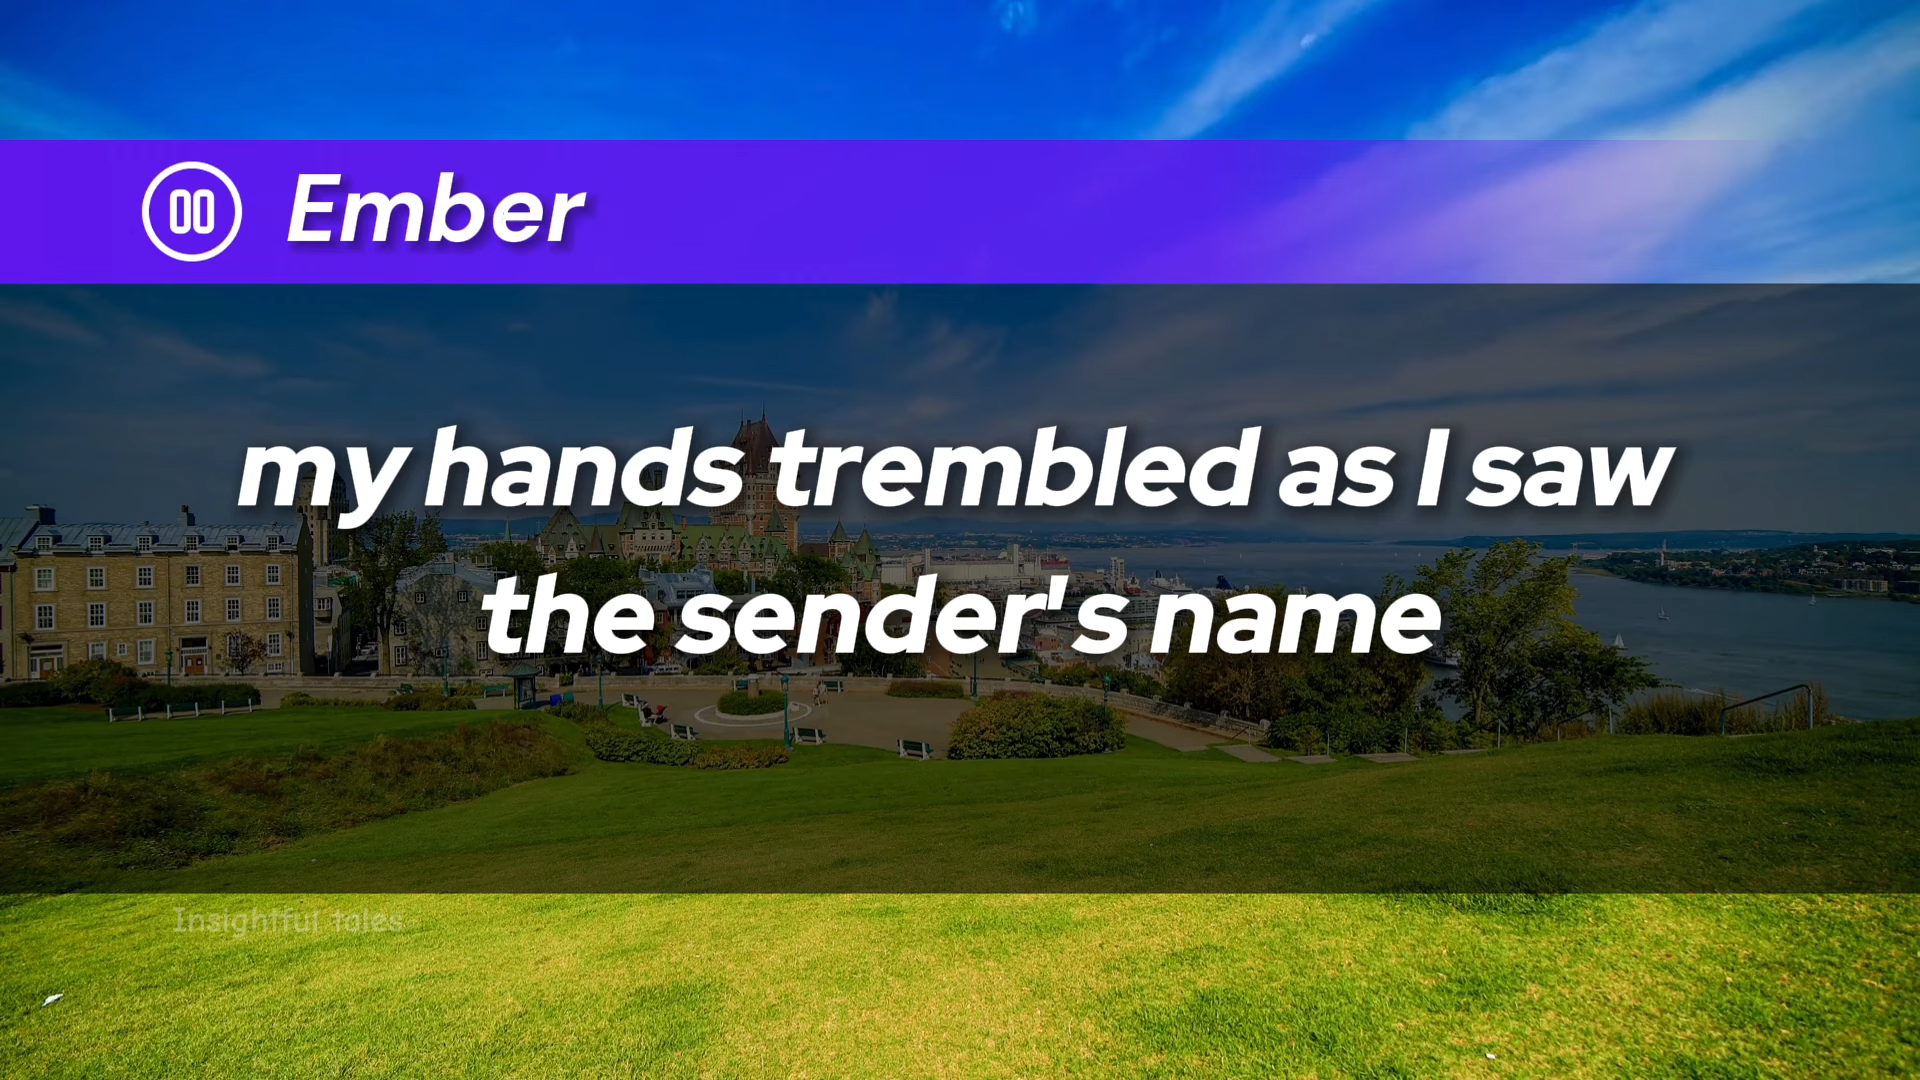 Ember
my hands trembled as I saw
the sender's name
Insightful tales